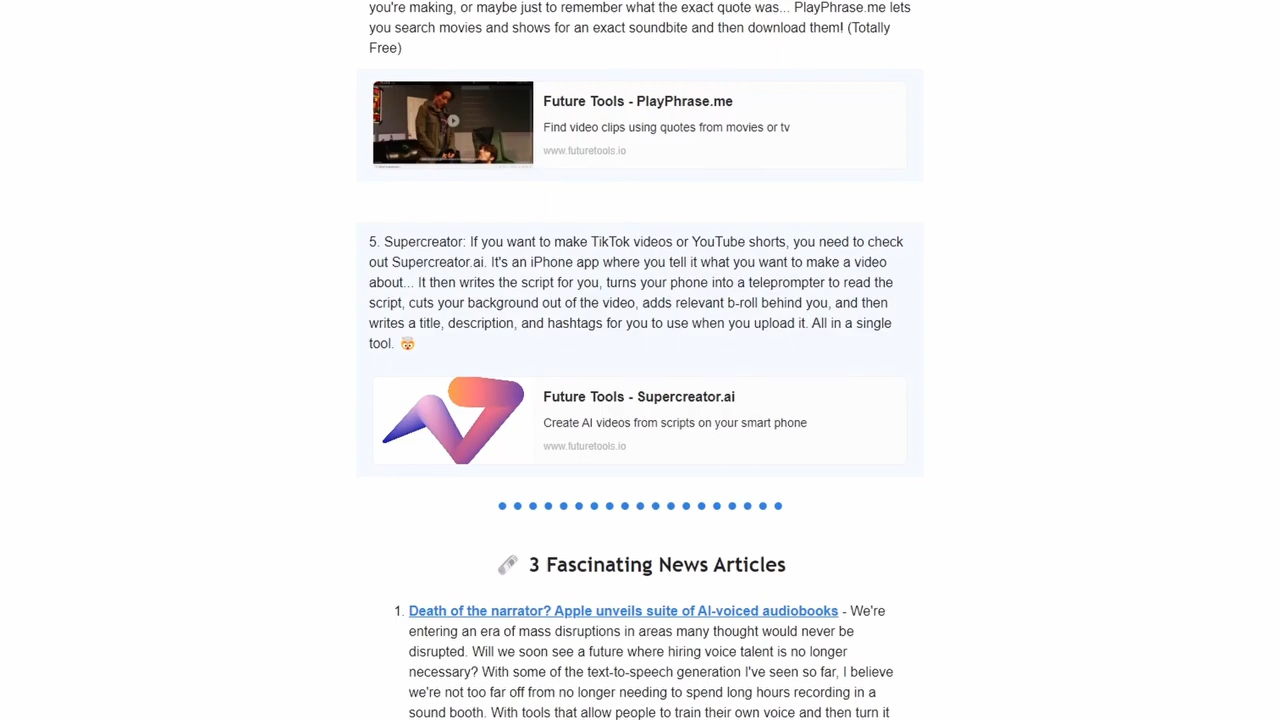 you're making, or maybe just to remember what the exact quote was... PlayPhrase.me lets
you search movies and shows for an exact soundbite and then download them! (Totally
Free)
Future Tools - PlayPhrase.me
Find video clips using quotes from movies or tv
www.futuretools.io
5. Supercreator: If you want to make TikTok videos or YouTube shorts, you need to check
out Supercreator.ai. It's an iPhone app where you tell it what you want to make a video
about... It then writes the script for you, turns your phone into a teleprompter to read the
script, cuts your background out of the video, adds relevant b-roll behind you, and then
writes a title, description, and hashtags for you to use when you upload it. All in a single
tool. 🤯
Future Tools - Supercreator.ai
Create AI videos from scripts on your smart phone
www.futuretools.io
🗞️ 3 Fascinating News Articles
1. Death of the narrator? Apple unveils suite of AI-voiced audiobooks - We're
entering an era of mass disruptions in areas many thought would never be
disrupted. Will we soon see a future where hiring voice talent is no longer
necessary? With some of the text-to-speech generation I've seen so far, I believe
we're not too far off from no longer needing to spend long hours recording in a
sound booth. With tools that allow people to train their own voice and then turn it